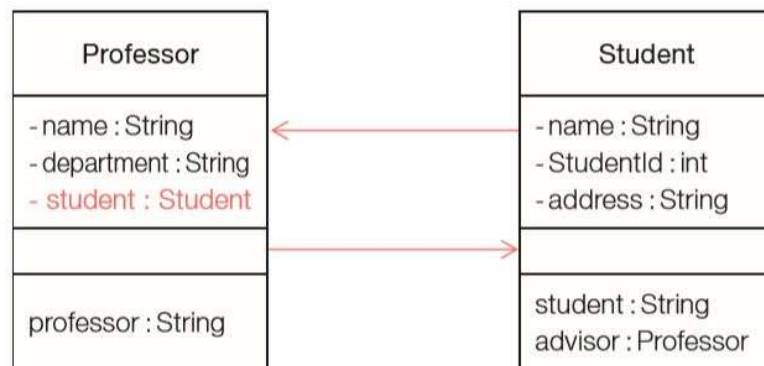 Professor
- name : String
- department : String
- student : Student
professor : String
Student
- name : String
- StudentId : int
- address : String
student : String
advisor : Professor